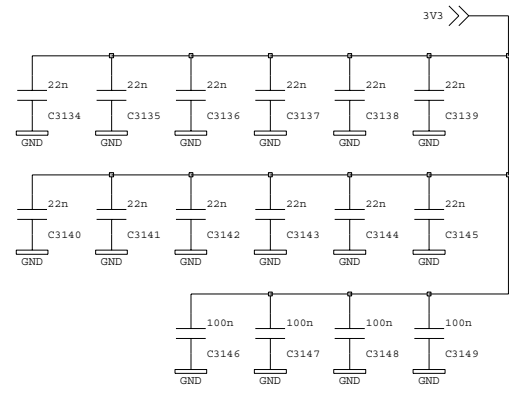 3V3
22n 22n 22n 22n 22n 22n
C3134 C3135 C3136 C3137 C3138 C3139
GND GND GND GND GND GND
22n 22n 22n 22n 22n 22n
C3140 C3141 C3142 C3143 C3144 C3145
GND GND GND GND GND GND
100n 100n 100n 100n
C3146 C3147 C3148 C3149
GND GND GND GND